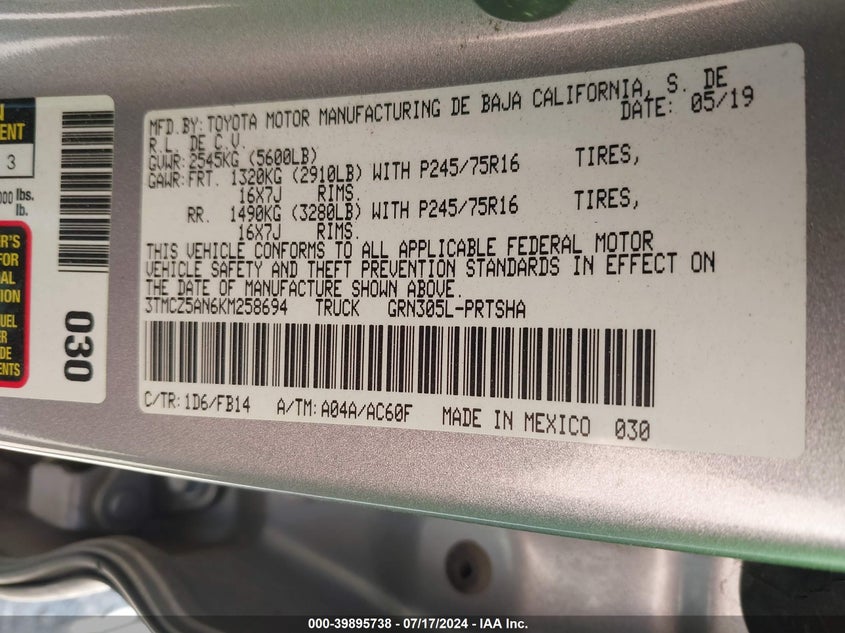 MFD.BY: TOYOTA MOTOR MANUFACTURING DE BAJA CALIFORNIA, S. DE
R.L. DE C.V. DATE: 05/19
GVWR: 2545KG (5600LB)
GAWR: FRT. 1320KG (2910LB) WITH P245/75R16 TIRES,
16X7J RIMS.
RR. 1490KG (3280LB) WITH P245/75R16 TIRES,
16X7J RIMS.
THIS VEHICLE CONFORMS TO ALL APPLICABLE FEDERAL MOTOR
VEHICLE SAFETY AND THEFT PREVENTION STANDARDS IN EFFECT ON
THE DATE OF MANUFACTURE SHOWN ABOVE.
3TMCZ5AN6KM258694 TRUCK GRN305L-PRTSHA
C/TR: 1D6/FB14 A/TM: A04A/AC60F MADE IN MEXICO 030
3
000 lbs.
lb.
030
000-39895738 - 07/17/2024 - IAA Inc.